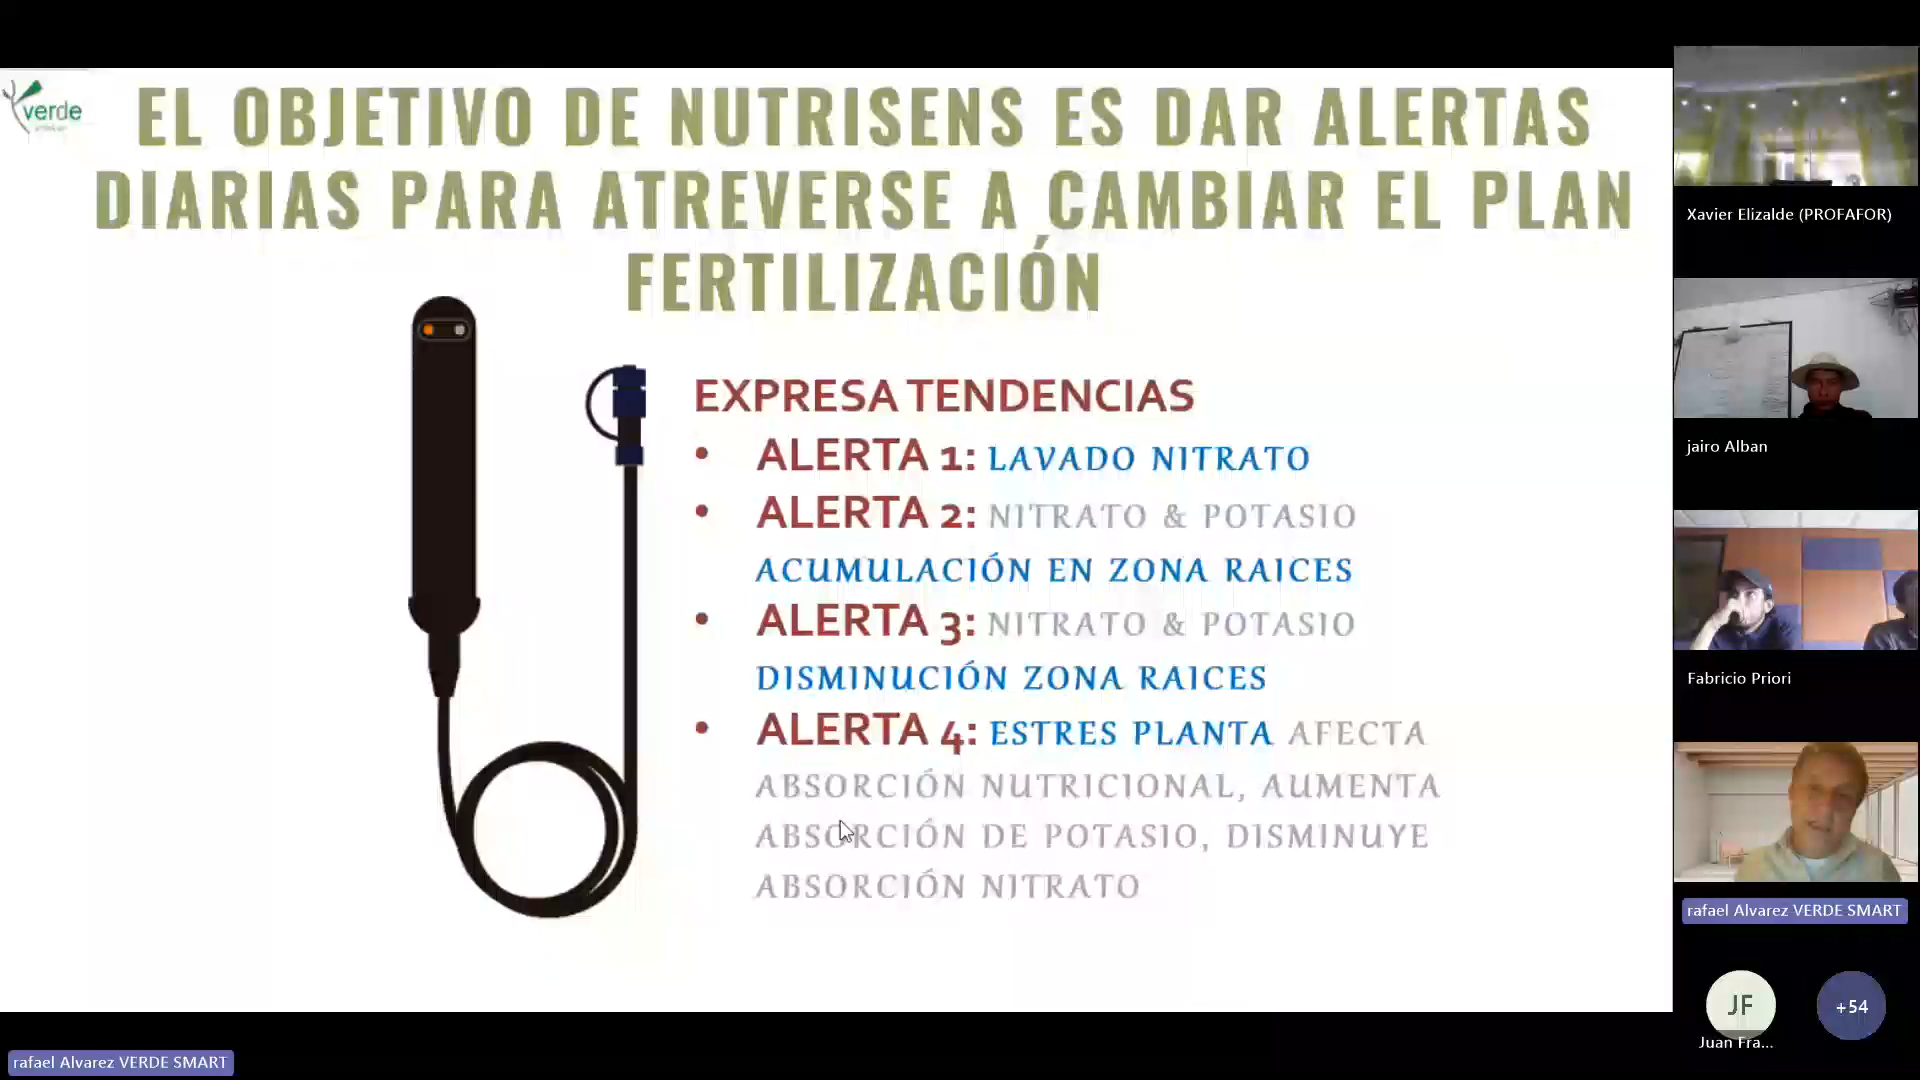 verde
EL OBJETIVO DE NUTRISENS ES DAR ALERTAS
DIARIAS PARA ATREVERSE A CAMBIAR EL PLAN
FERTILIZACIÓN
EXPRESA TENDENCIAS
• ALERTA 1: LAVADO NITRATO
• ALERTA 2: NITRATO & POTASIO
ACUMULACIÓN EN ZONA RAICES
• ALERTA 3: NITRATO & POTASIO
DISMINUCIÓN ZONA RAICES
• ALERTA 4: ESTRES PLANTA AFECTA
ABSORCIÓN NUTRICIONAL, AUMENTA
ABSORCIÓN DE POTASIO, DISMINUYE
ABSORCIÓN NITRATO
Xavier Elizalde (PROFAFOR)
jairo Alban
Fabricio Priori
rafael Alvarez VERDE SMART
JF
+54
Juan Fra...
rafael Alvarez VERDE SMART